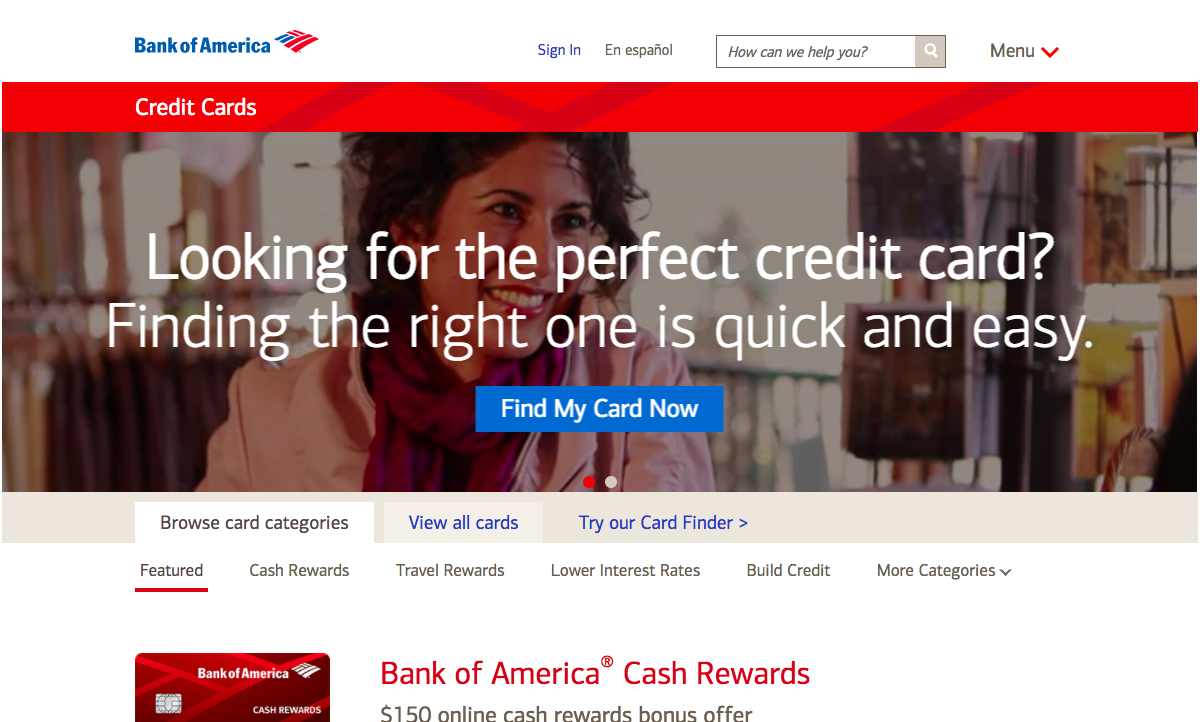 Bank of America
Sign In
En español
How can we help you?
Menu
Credit Cards
Looking for the perfect credit card?
Finding the right one is quick and easy.
Find My Card Now
Browse card categories
View all cards
Try our Card Finder >
Featured
Cash Rewards
Travel Rewards
Lower Interest Rates
Build Credit
More Categories
Bank of America
CASH REWARDS
Bank of America® Cash Rewards
$150 online cash rewards bonus offer